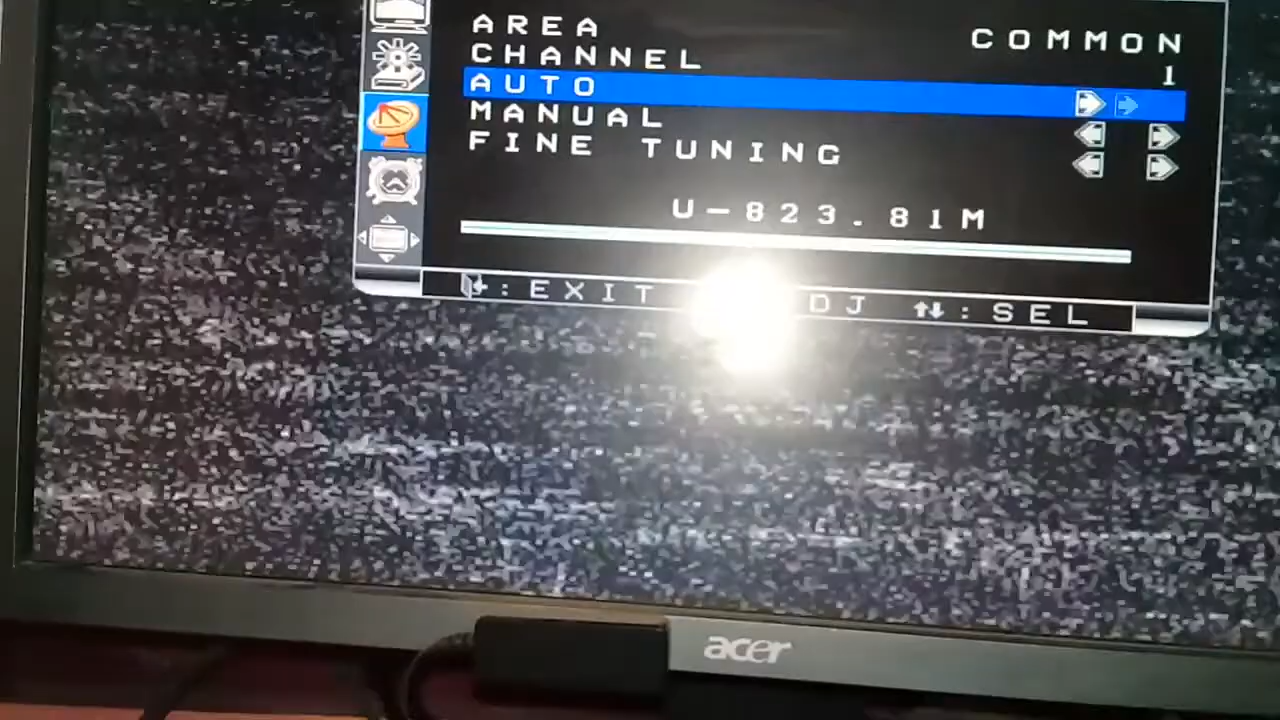 AREA COMMON
CHANNEL 1
AUTO
MANUAL
FINE TUNING
U-823.81M
: EXIT DJ : SEL
acer